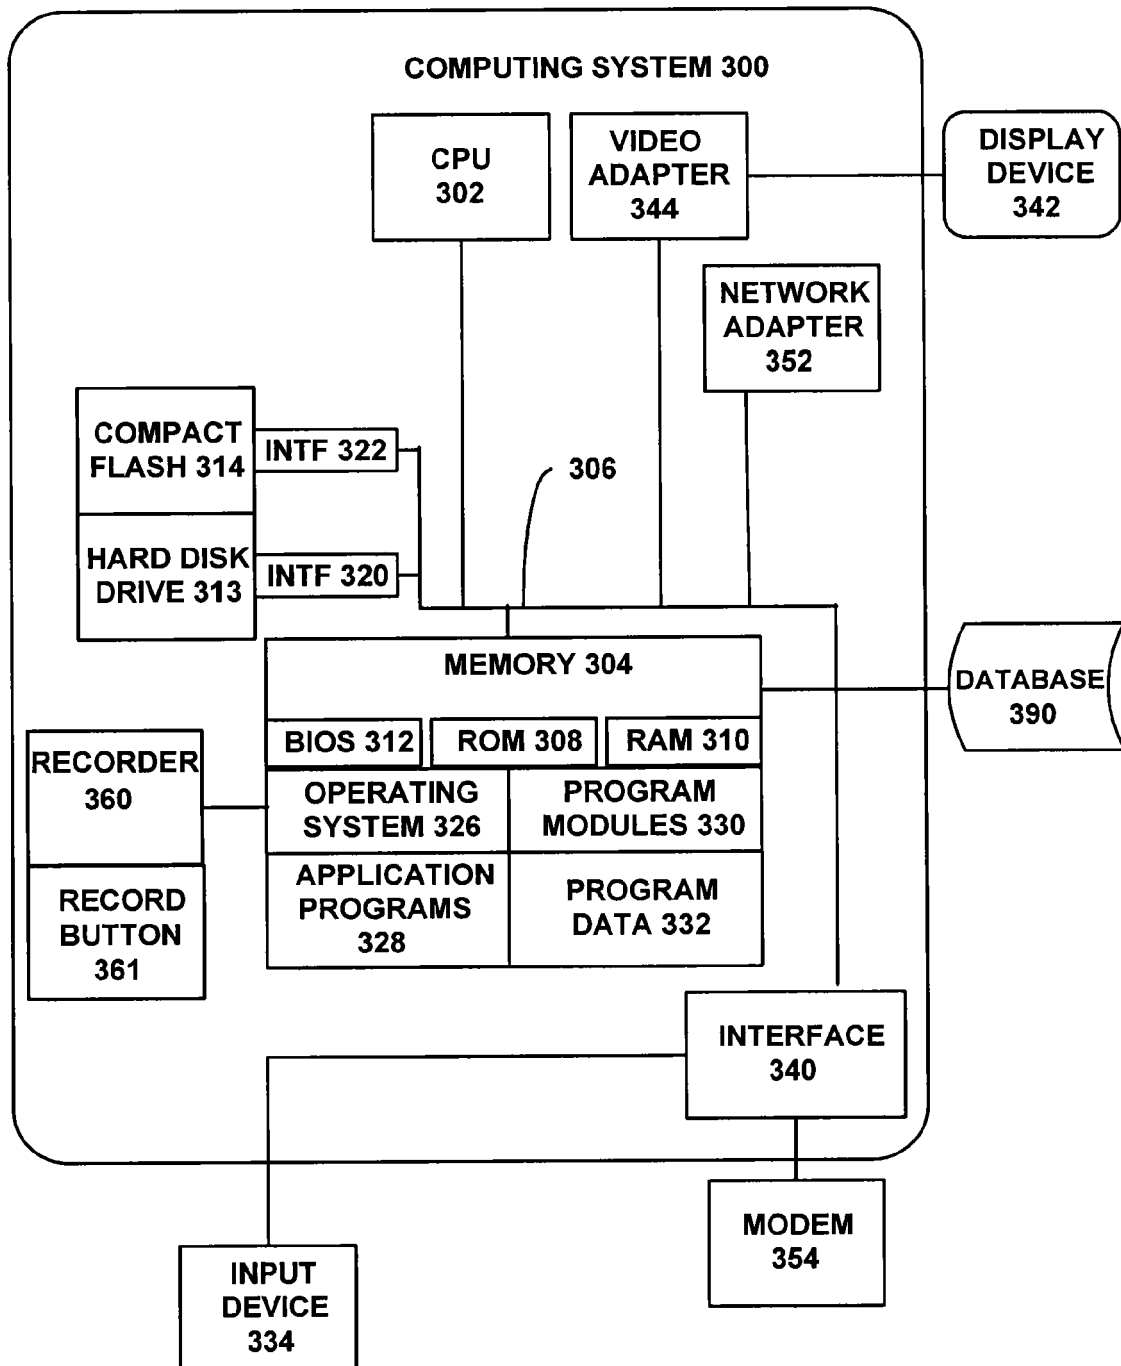 COMPUTING SYSTEM 300
CPU
302
VIDEO
ADAPTER
344
DISPLAY
DEVICE
342
NETWORK
ADAPTER
352
COMPACT
FLASH 314
INTF 322
306
HARD DISK
DRIVE 313
INTF 320
MEMORY 304
DATABASE
390
BIOS 312
ROM 308
RAM 310
RECORDER
360
OPERATING
SYSTEM 326
PROGRAM
MODULES 330
RECORD
BUTTON
361
APPLICATION
PROGRAMS
328
PROGRAM
DATA 332
INTERFACE
340
MODEM
354
INPUT
DEVICE
334